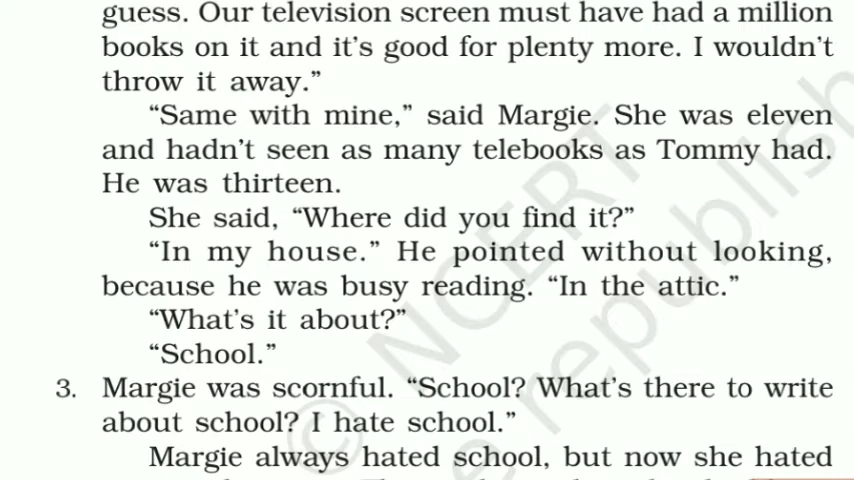 guess. Our television screen must have had a million
books on it and it's good for plenty more. I wouldn't
throw it away.”
“Same with mine,” said Margie. She was eleven
and hadn't seen as many telebooks as Tommy had.
He was thirteen.
She said, “Where did you find it?”
“In my house.” He pointed without looking,
because he was busy reading. “In the attic.”
“What's it about?”
“School.”
3. Margie was scornful. “School? What's there to write
about school? I hate school.”
Margie always hated school, but now she hated
© NCERT
e republish